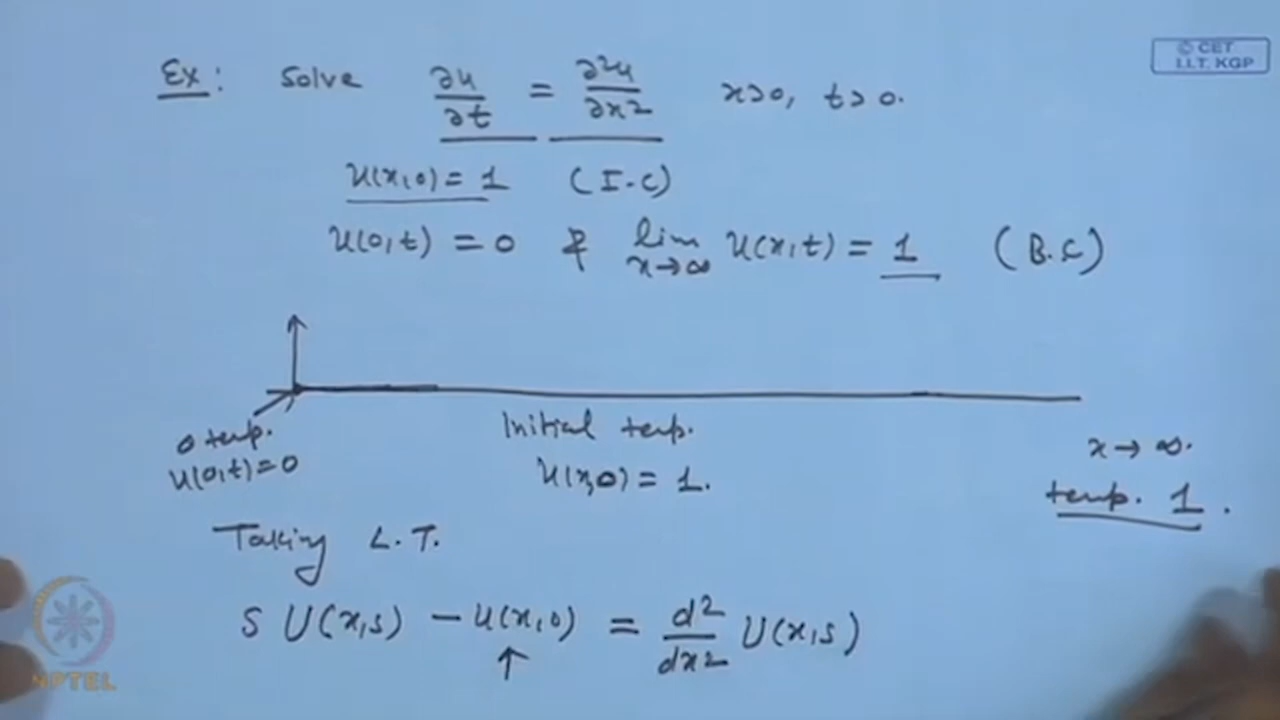 © CET
I.I.T. KGP
Ex: Solve ∂u/∂t = ∂²u/∂x² x>0, t>0.
u(x,0) = 1 (I.C)
u(0,t) = 0 & lim x→∞ u(x,t) = 1 (B.C)
0 temp.
u(0,t)=0
Initial temp.
u(x,0) = 1.
x→∞.
temp. 1.
Taking L.T.
s U(x,s) - u(x,0) = d²/dx² U(x,s)
↑
NPTEL